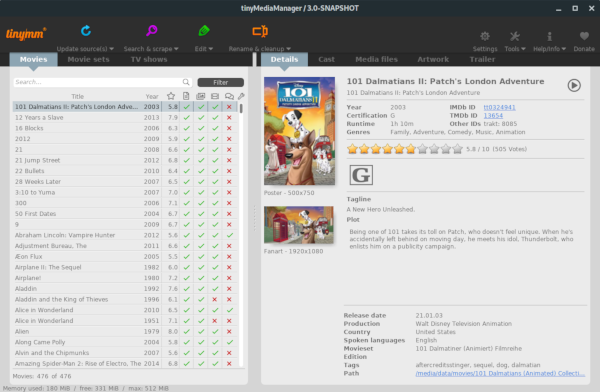 tinyMediaManager / 3.0-SNAPSHOT
tinymm
Update source(s)
Search & scrape
Edit
Rename & cleanup
Settings
Tools
Help/Info
Donate
Movies
Movie sets
TV shows
Details
Cast
Media files
Artwork
Trailer
Search...
Filter
Title Year
101 Dalmatians II: Patch's London Adve... 2003 5.8
12 Years a Slave 2013 7.9
16 Blocks 2006 6.3
2012 2009 5.9
21 2008 6.6
21 Jump Street 2012 6.8
22 Bullets 2010 6.4
28 Weeks Later 2007 6.5
3:10 to Yuma 2007 7.0
300 2006 7.1
50 First Dates 2004 6.7
9 2009 6.7
Abraham Lincoln: Vampire Hunter 2012 5.6
Adjustment Bureau, The 2011 6.6
Æon Flux 2005 5.5
Airplane II: The Sequel 1982 6.0
Airplane! 1980 7.2
Aladdin 1992 7.6
Aladdin and the King of Thieves 1996 6.1
Alice in Wonderland 2010 6.5
Alice in Wonderland 1951 7.1
Alien 1979 8.0
Along Came Polly 2004 5.8
Alvin and the Chipmunks 2007 5.6
Amazing Spider-Man 2: Rise of Electro, The 2014 6.8
Movies: 476 of 476
Memory used: 180 MiB / free: 331 MiB / max: 512 MiB
101 DALMATIANS II
Poster - 500x750
Fanart - 1920x1080
101 Dalmatians II: Patch's London Adventure
101 Dalmatians II: Patch's London Adventure
Year 2003 IMDb ID tt0324941
Certification G TMDb ID 13654
Runtime 1h 10m Other IDs trakt: 8085
Genres Family, Adventure, Comedy, Music, Animation
5.8 / 10 (505 Votes)
G
Tagline
A New Hero Unleashed.
Plot
Being one of 101 takes its toll on Patch, who doesn't feel unique. When he's
accidentally left behind on moving day, he meets his idol, Thunderbolt, who
enlists him on a publicity campaign.
Release date 21.01.03
Production Walt Disney Television Animation
Country United States
Spoken languages English
Movieset 101 Dalmatiner (Animiert) Filmreihe
Edition
Tags aftercreditsstinger, sequel, dog, dalmatian
Path /media/data/movies/101 Dalmatians (Animated) Collecti...